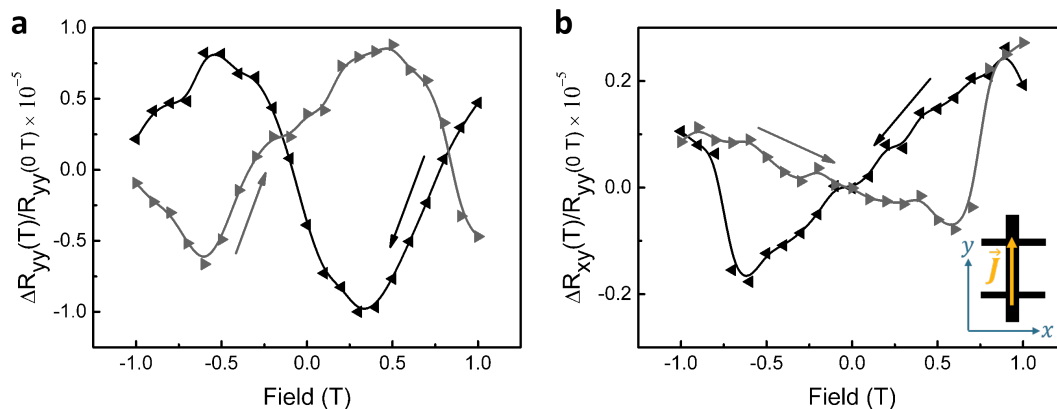 a
ΔR_yy(T)/R_yy(0 T) × 10⁻⁵
1.0
0.5
0.0
-0.5
-1.0
-1.0 -0.5 0.0 0.5 1.0
Field (T)
b
ΔR_xy(T)/R_yy(0 T) × 10⁻⁵
0.2
0.0
-0.2
-1.0 -0.5 0.0 0.5 1.0
Field (T)
y
J⃗
x